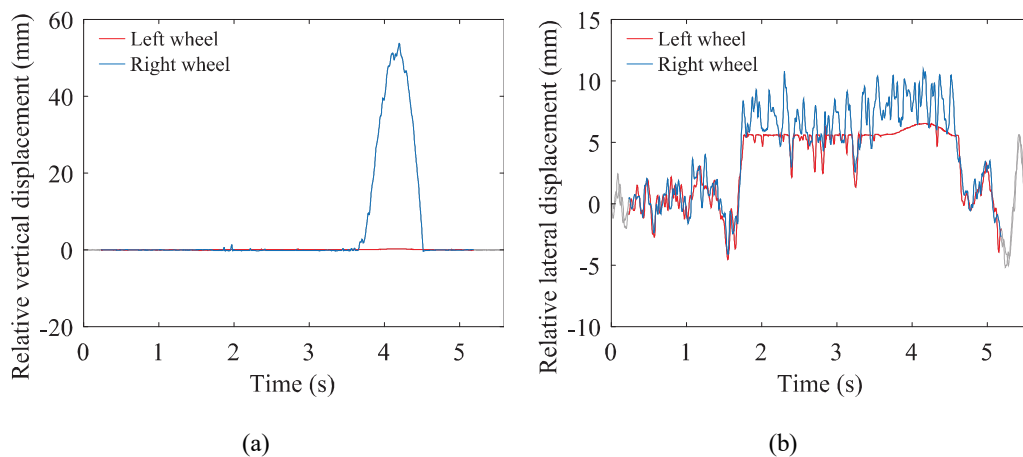 Relative vertical displacement (mm)
60
40
20
0
-20
Left wheel
Right wheel
0 1 2 3 4 5
Time (s)
(a)
Relative lateral displacement (mm)
15
10
5
0
-5
-10
Left wheel
Right wheel
0 1 2 3 4 5
Time (s)
(b)